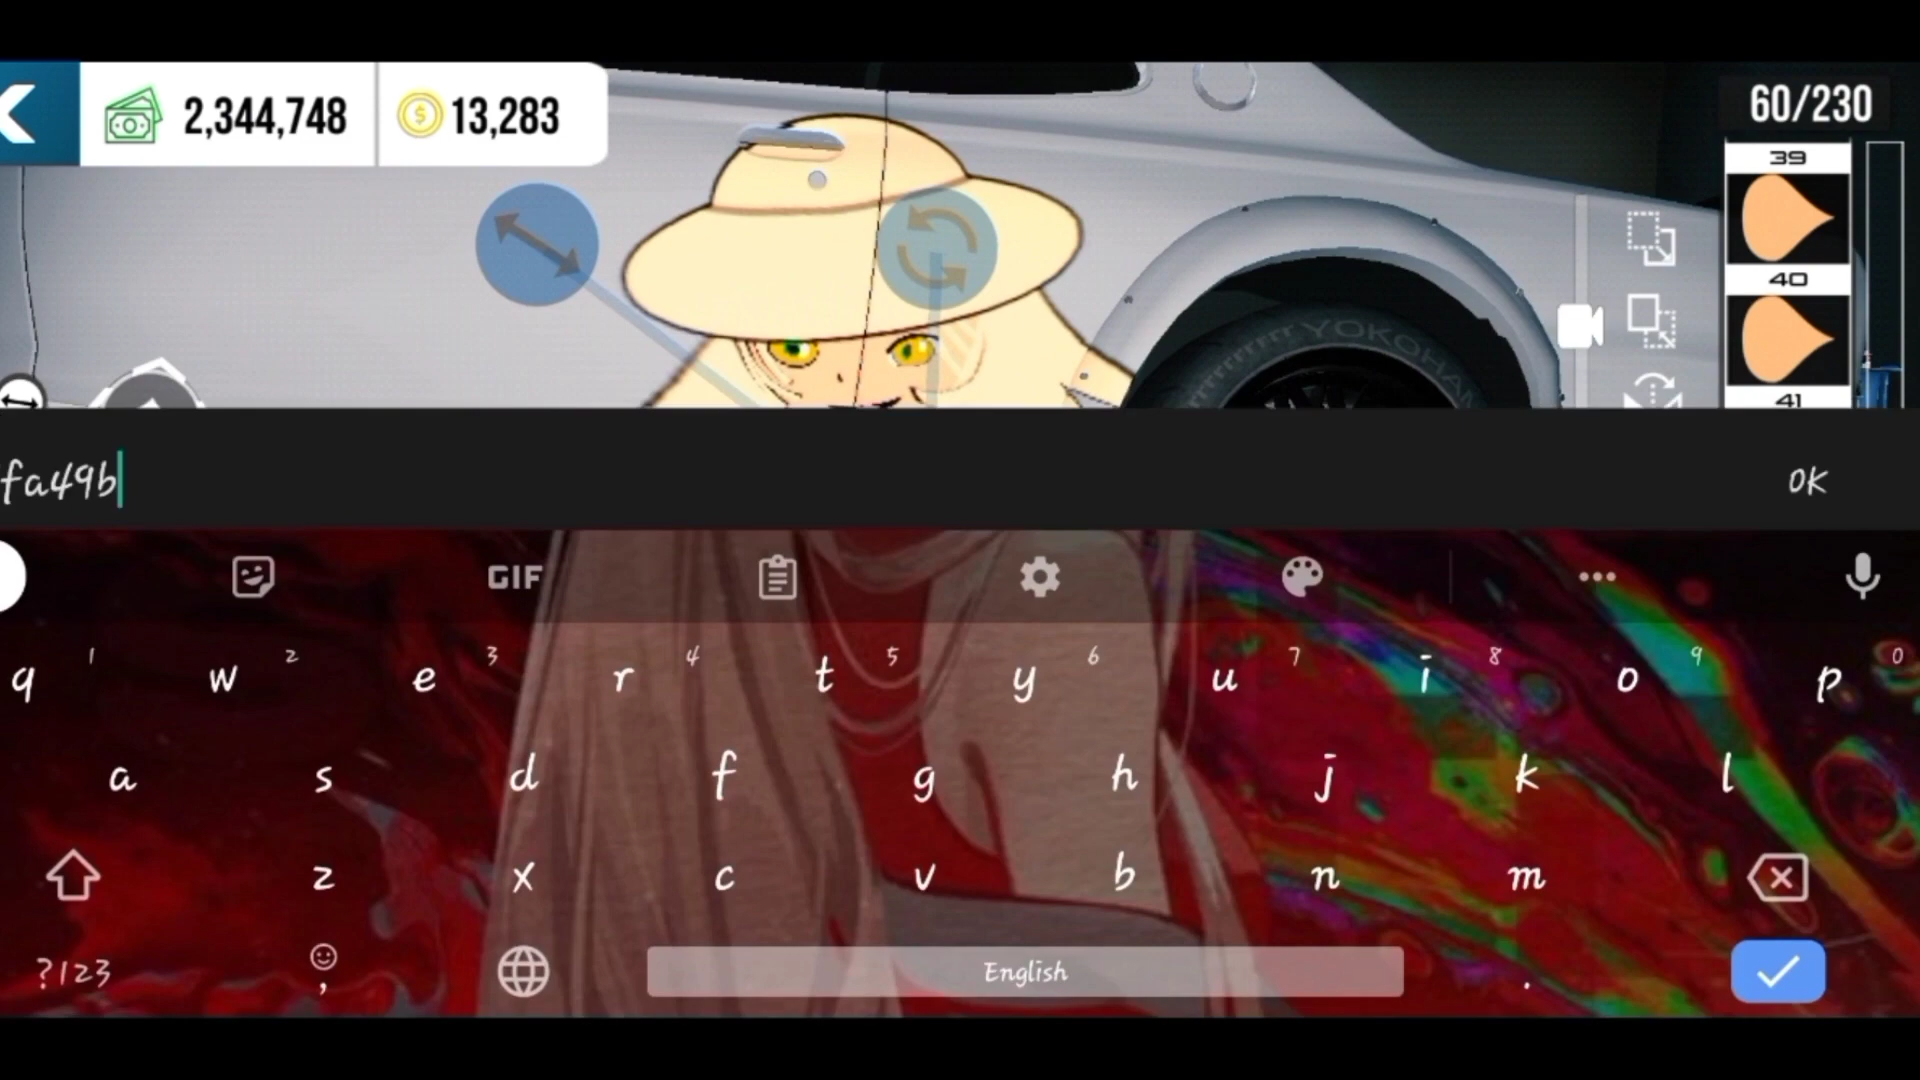 2,344,748
13,283
60/230
39
40
41
YOKOHAM
fa49b
OK
GIF
q 1 w 2 e 3 r 4 t 5 y 6 u 7 i 8 o 9 p 0
a s d f g h j k l
z x c v b n m
?123 , English .